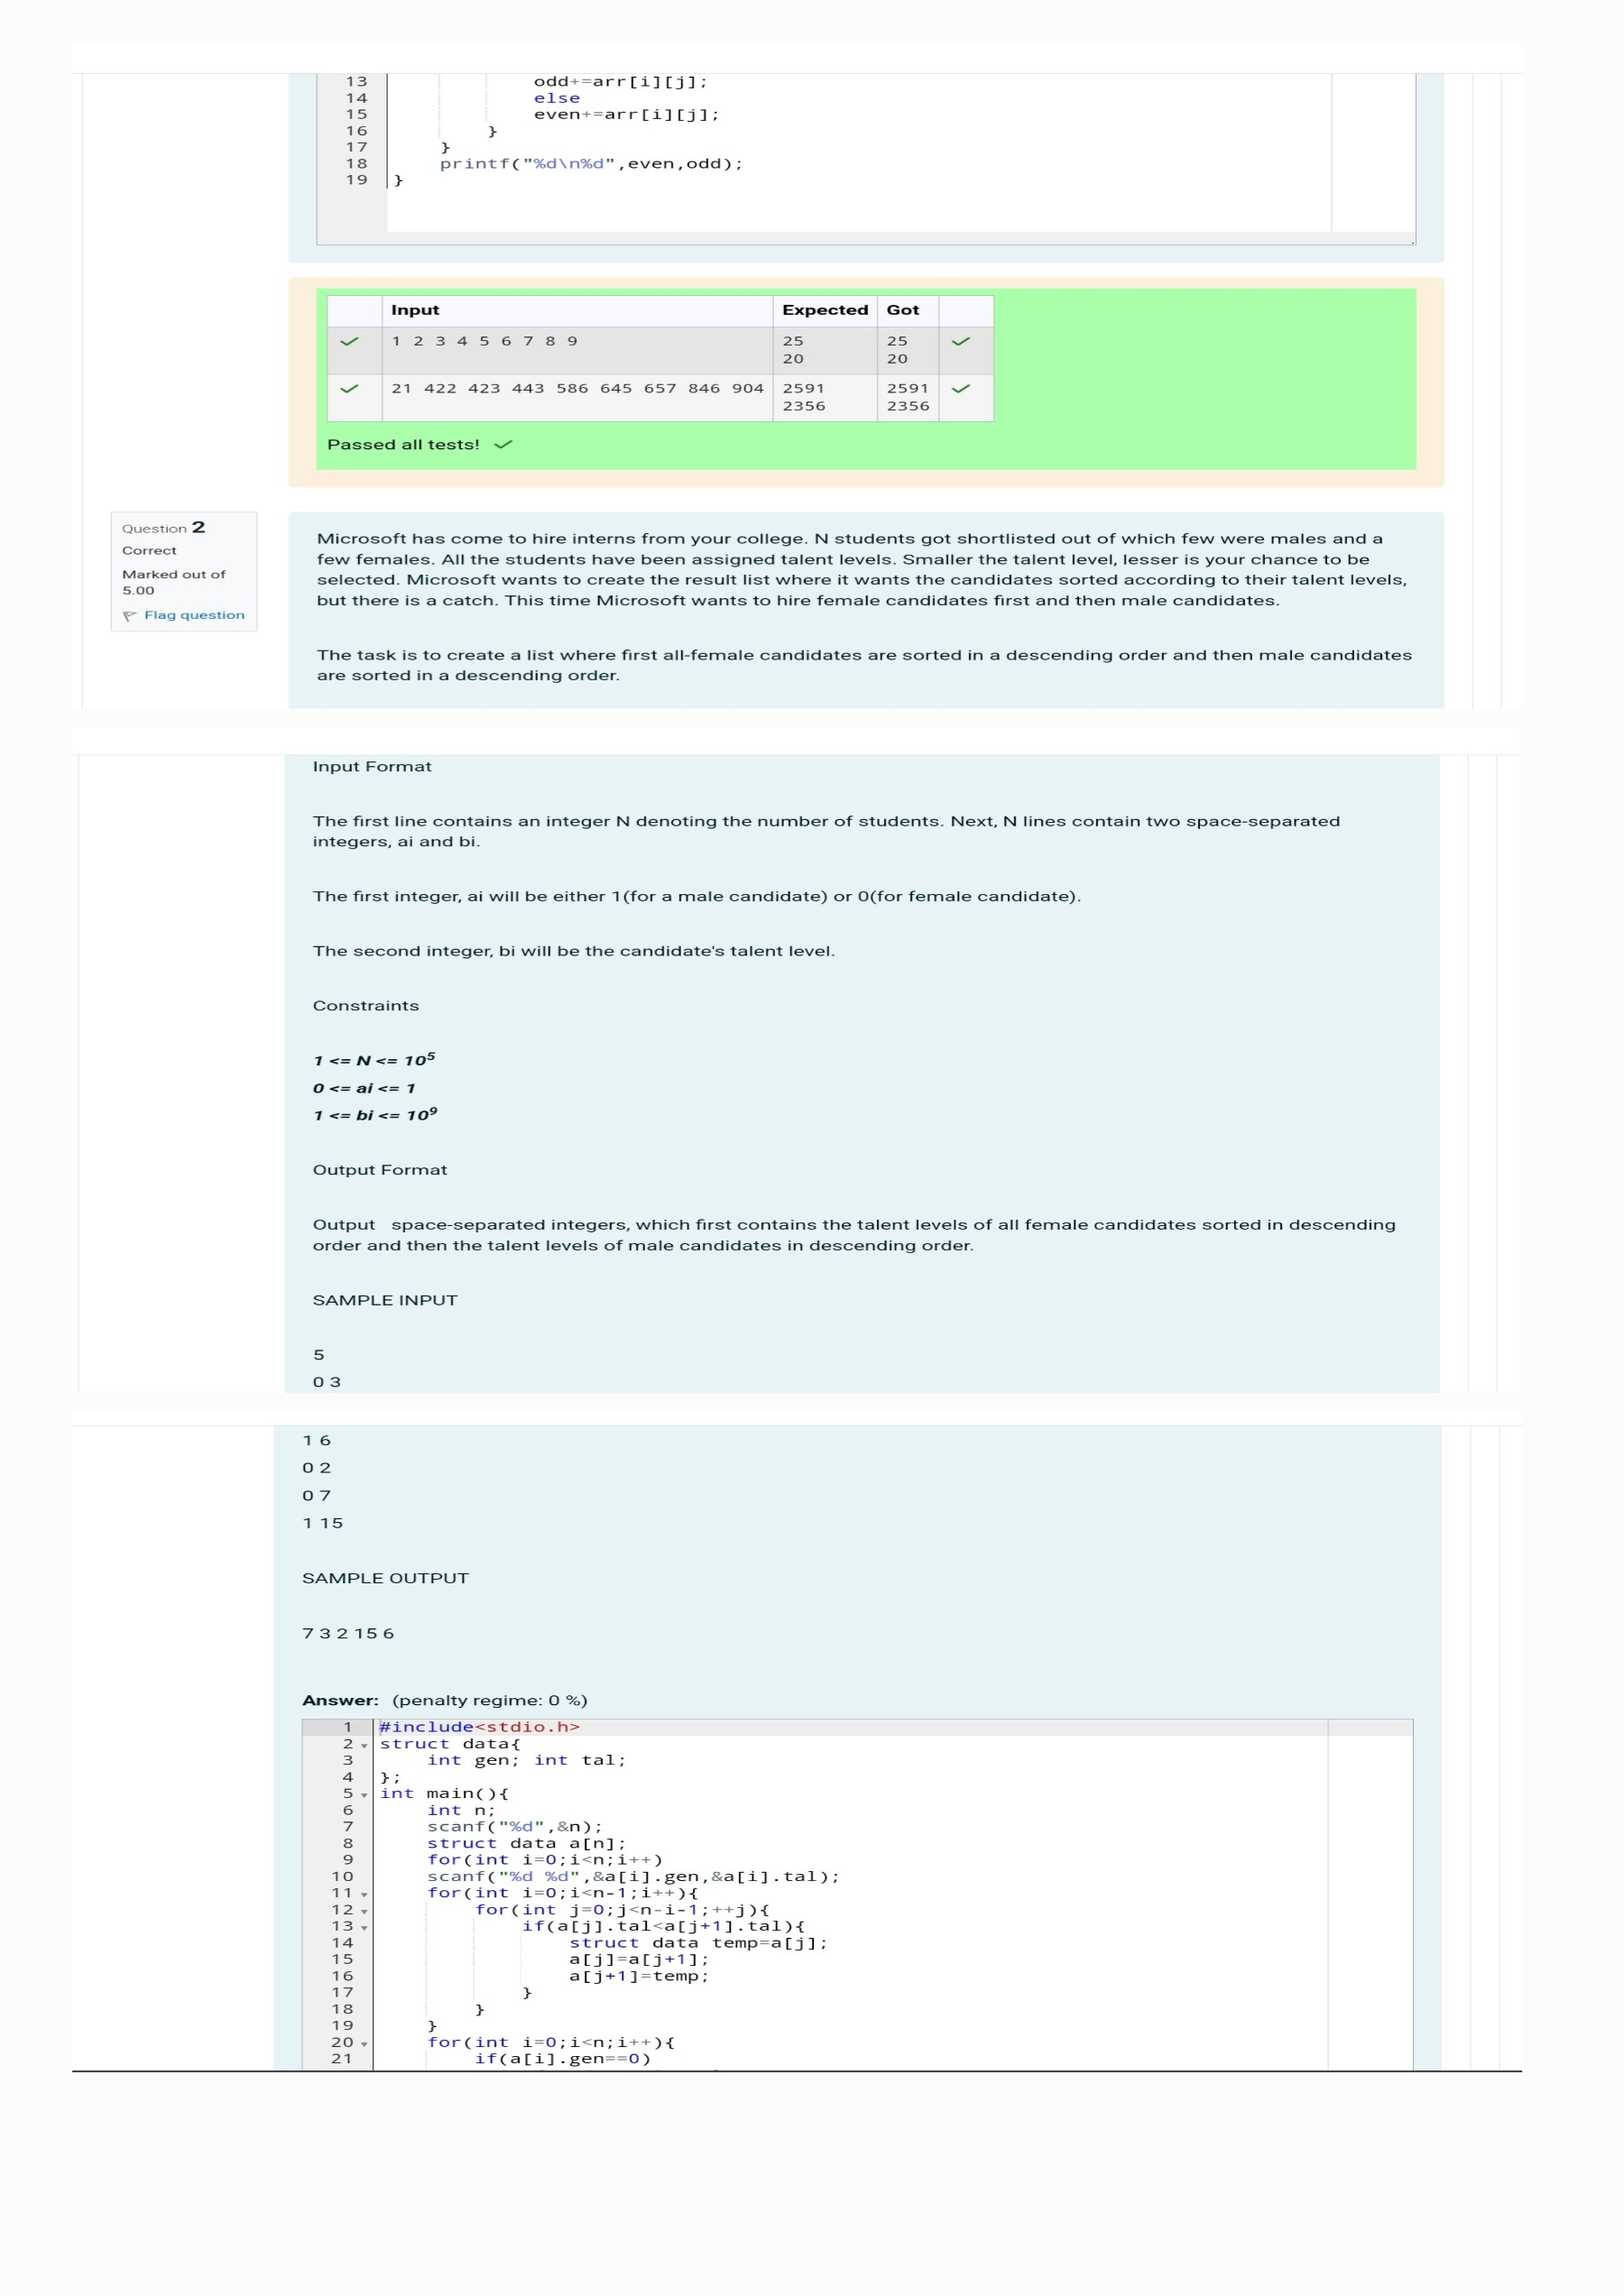 13 odd+=arr[i][j];
14 else
15 even+=arr[i][j];
16 }
17 }
18 printf("%d\n%d",even,odd);
19 }
Input Expected Got
1 2 3 4 5 6 7 8 9 25 25
20 20
21 422 423 443 586 645 657 846 904 2591 2591
2356 2356
Passed all tests!
Question 2
Correct
Marked out of
5.00
Flag question
Microsoft has come to hire interns from your college. N students got shortlisted out of which few were males and a
few females. All the students have been assigned talent levels. Smaller the talent level, lesser is your chance to be
selected. Microsoft wants to create the result list where it wants the candidates sorted according to their talent levels,
but there is a catch. This time Microsoft wants to hire female candidates first and then male candidates.
The task is to create a list where first all-female candidates are sorted in a descending order and then male candidates
are sorted in a descending order.
Input Format
The first line contains an integer N denoting the number of students. Next, N lines contain two space-separated
integers, ai and bi.
The first integer, ai will be either 1(for a male candidate) or 0(for female candidate).
The second integer, bi will be the candidate's talent level.
Constraints
1 <= N <= 10⁵
0 <= ai <= 1
1 <= bi <= 10⁹
Output Format
Output space-separated integers, which first contains the talent levels of all female candidates sorted in descending
order and then the talent levels of male candidates in descending order.
SAMPLE INPUT
5
0 3
1 6
0 2
0 7
1 15
SAMPLE OUTPUT
7 3 2 15 6
Answer: (penalty regime: 0 %)
1 #include<stdio.h>
2 struct data{
3 int gen; int tal;
4 };
5 int main(){
6 int n;
7 scanf("%d",&n);
8 struct data a[n];
9 for(int i=0;i<n;i++)
10 scanf("%d %d",&a[i].gen,&a[i].tal);
11 for(int i=0;i<n-1;i++){
12 for(int j=0;j<n-i-1;++j){
13 if(a[j].tal<a[j+1].tal){
14 struct data temp=a[j];
15 a[j]=a[j+1];
16 a[j+1]=temp;
17 }
18 }
19 }
20 for(int i=0;i<n;i++){
21 if(a[i].gen==0)